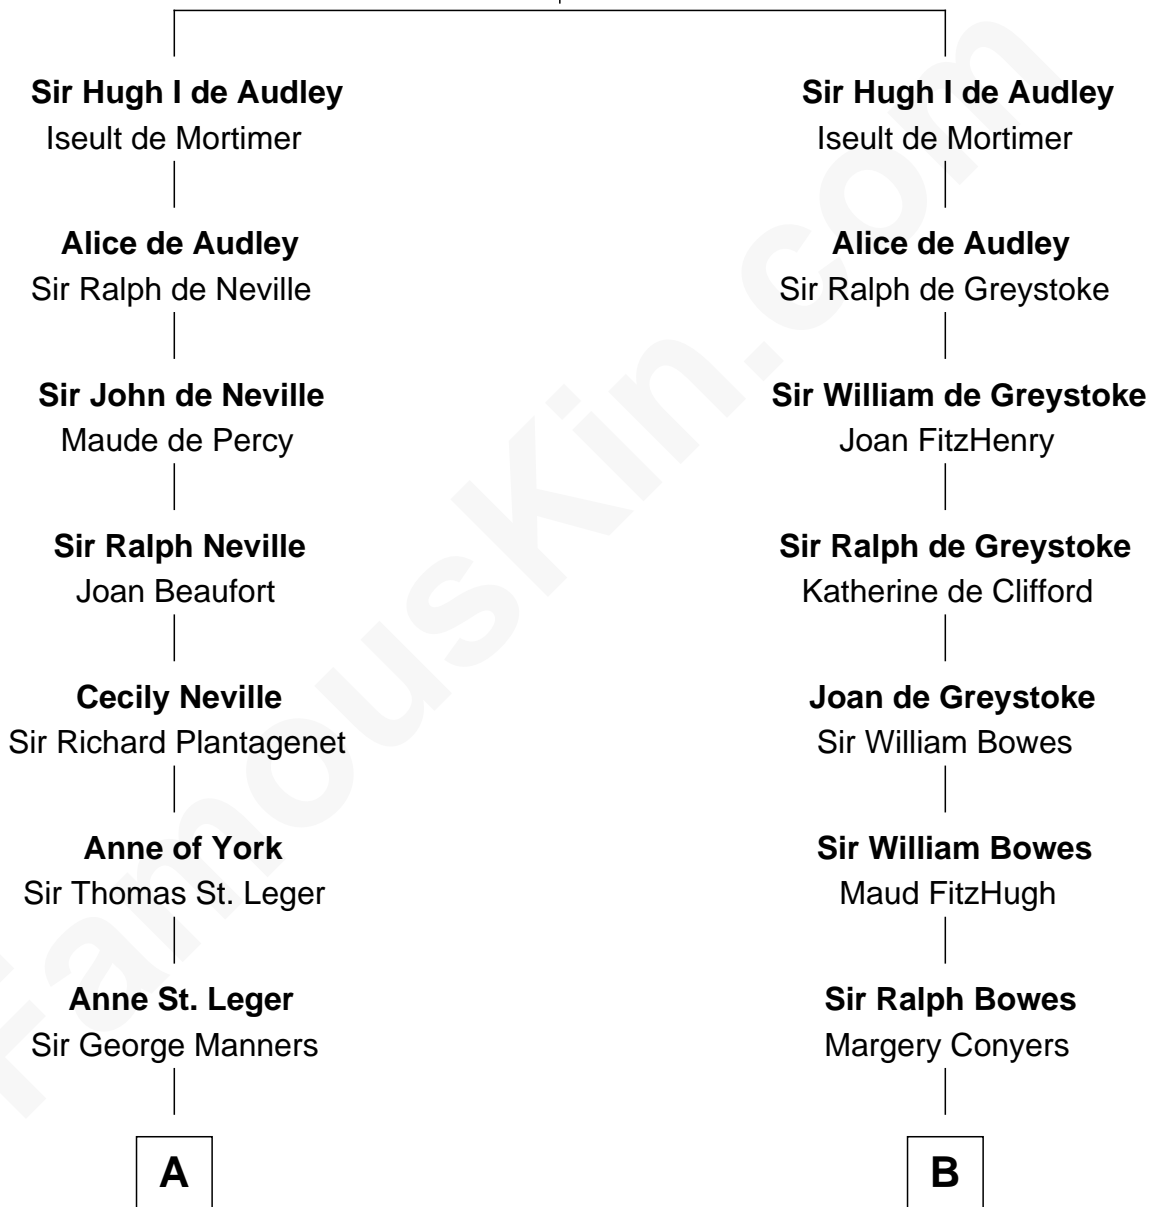 Sir Hugh I de Audley
Iseult de Mortimer
Alice de Audley
Sir Ralph de Neville
Sir John de Neville
Maude de Percy
Sir Ralph Neville
Joan Beaufort
Cecily Neville
Sir Richard Plantagenet
Anne of York
Sir Thomas St. Leger
Anne St. Leger
Sir George Manners
A
Sir Hugh I de Audley
Iseult de Mortimer
Alice de Audley
Sir Ralph de Greystoke
Sir William de Greystoke
Joan FitzHenry
Sir Ralph de Greystoke
Katherine de Clifford
Joan de Greystoke
Sir William Bowes
Sir William Bowes
Maud FitzHugh
Sir Ralph Bowes
Margery Conyers
B
FamousKin.com